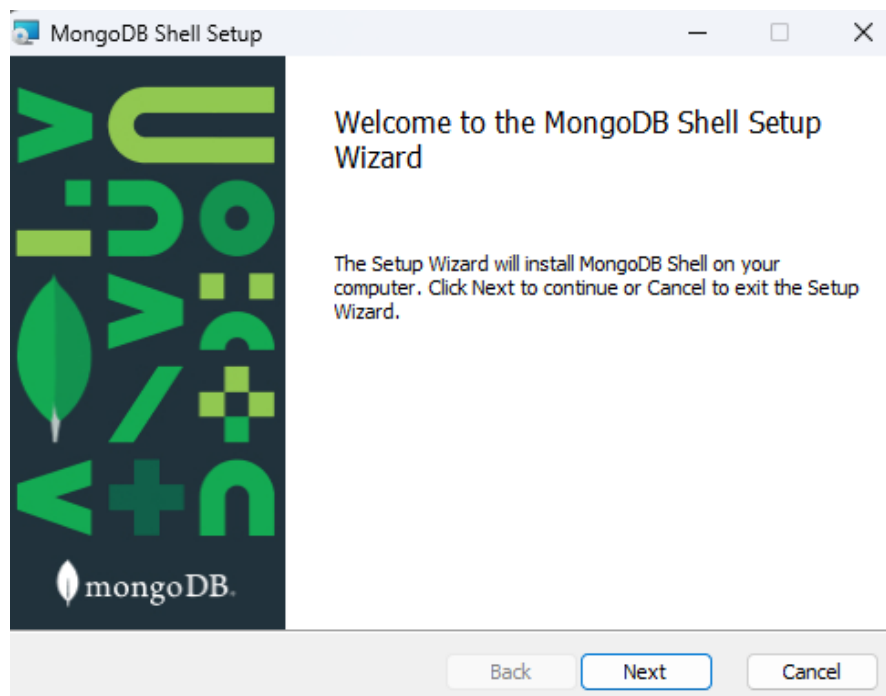 MongoDB Shell Setup
Welcome to the MongoDB Shell Setup
Wizard
The Setup Wizard will install MongoDB Shell on your
computer. Click Next to continue or Cancel to exit the Setup
Wizard.
mongoDB.
Back
Next
Cancel